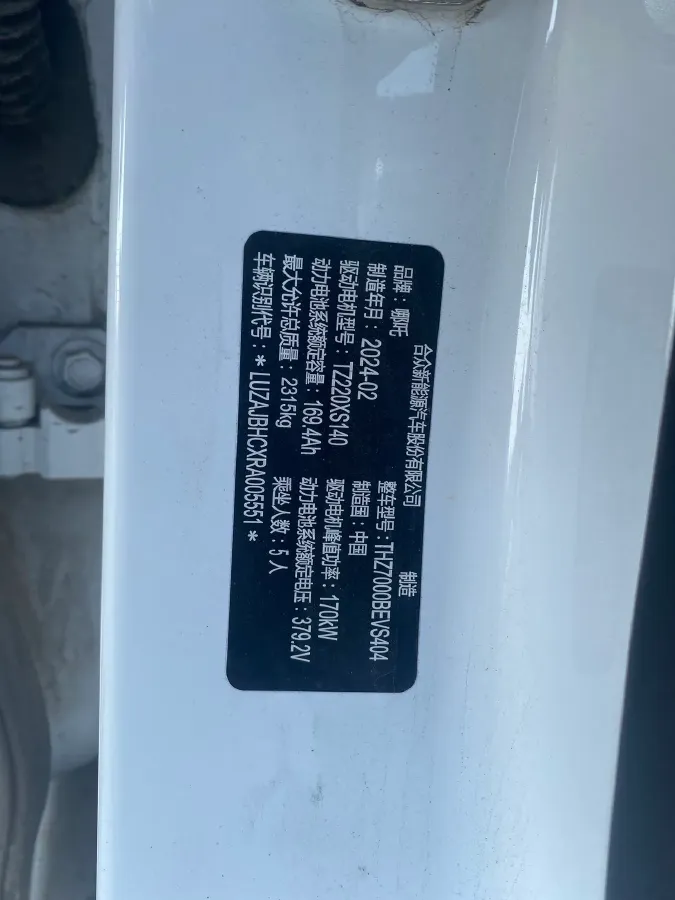 合众新能源汽车股份有限公司 制造
品牌：哪吒 整车型号：THZ7000BEVS404
制造年月：2024-02 制造国：中国
驱动电机型号：TZ220XS140 驱动电机峰值功率：170kW
动力电池系统额定容量：169.4Ah 动力电池系统额定电压：379.2V
最大允许总质量：2315kg 乘坐人数：5人
车辆识别代号：＊LUZAJBHCXRA005551＊